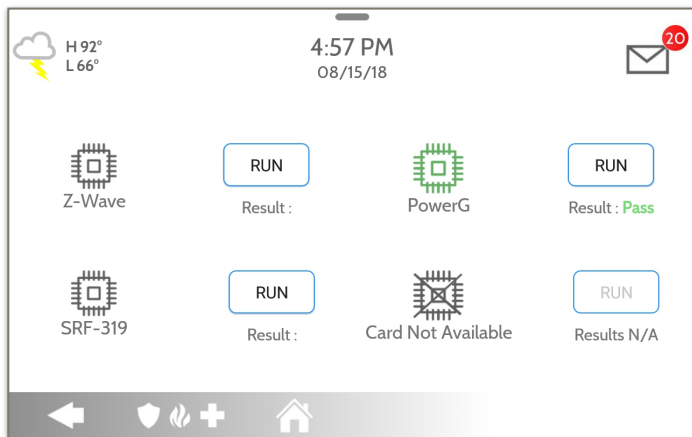 H 92°
L 66°
4:57 PM
08/15/18
20
RUN
RUN
Z-Wave
Result :
PowerG
Result : Pass
RUN
RUN
SRF-319
Result :
Card Not Available
Results N/A